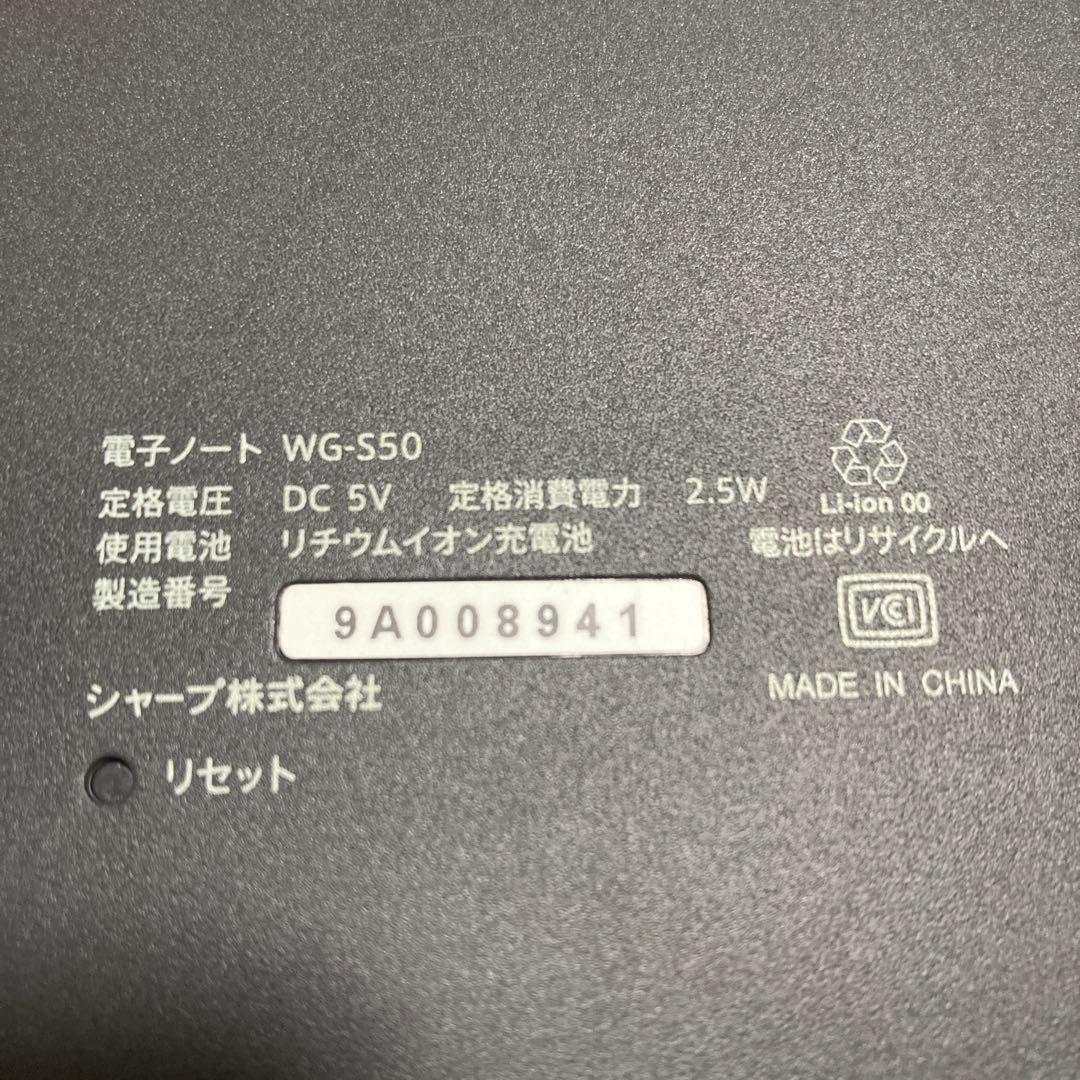 電子ノート WG-S50
定格電圧 DC 5V 定格消費電力 2.5W
Li-ion 00
使用電池 リチウムイオン充電池
電池はリサイクルへ
製造番号 9A008941
VCI
シャープ株式会社
MADE IN CHINA
リセット